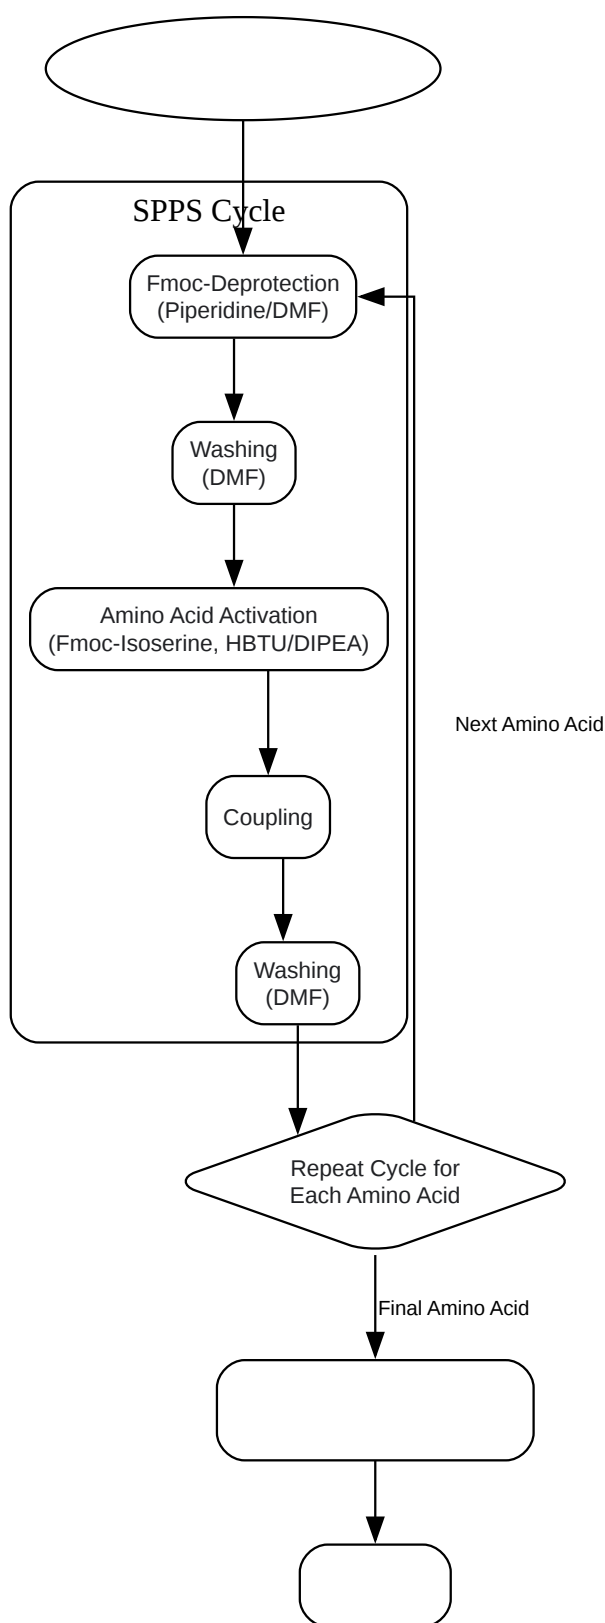 SPPS Cycle
Fmoc-Deprotection
(Piperidine/DMF)
Washing
(DMF)
Amino Acid Activation
(Fmoc-Isoserine, HBTU/DIPEA)
Next Amino Acid
Coupling
Washing
(DMF)
Repeat Cycle for
Each Amino Acid
Final Amino Acid